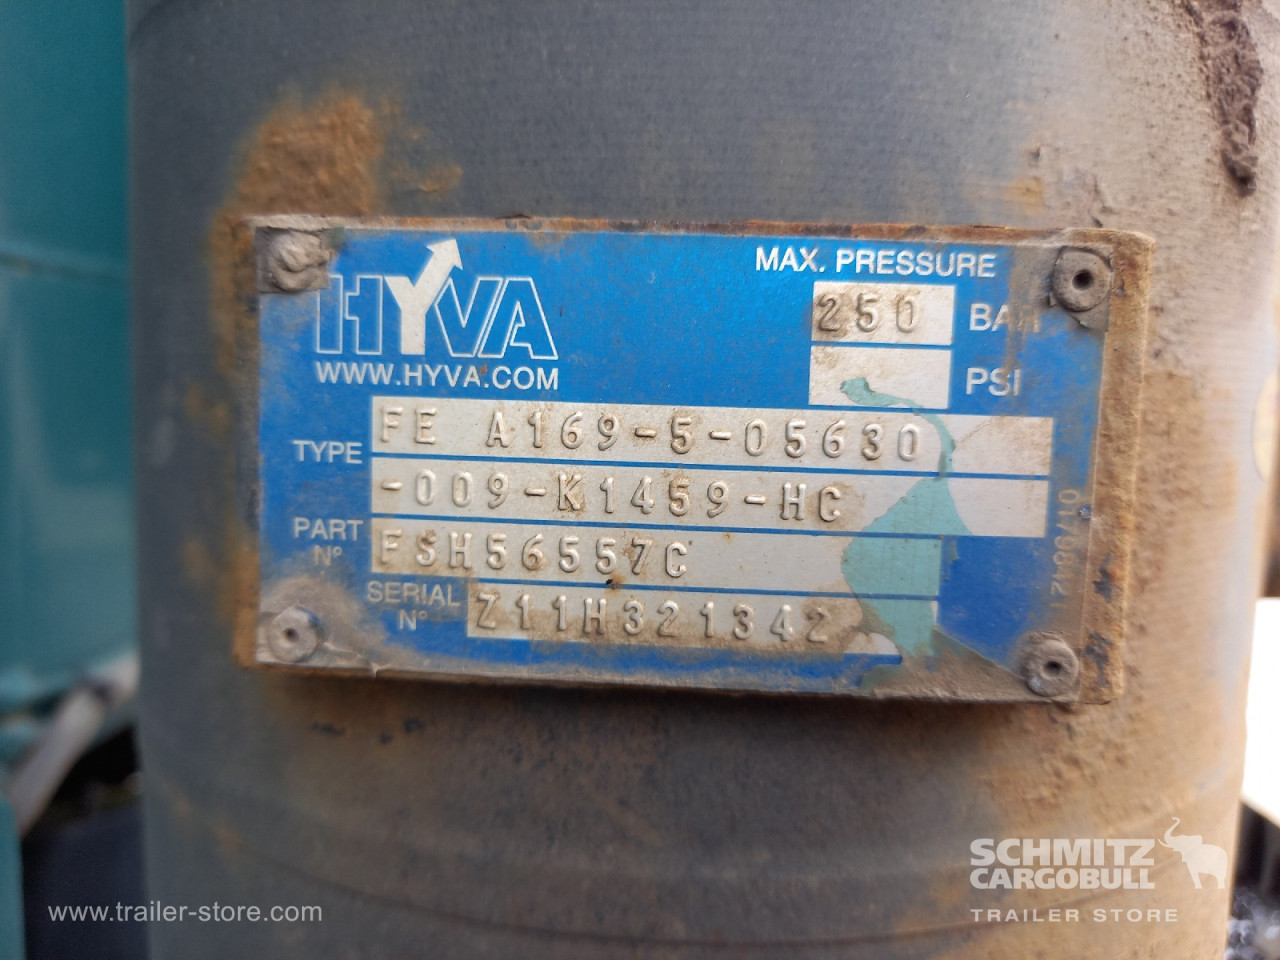 HYVA
WWW.HYVA.COM
MAX. PRESSURE
250 BAR
PSI
TYPE FE A169-5-05630
-009-K1459-HC
PART N° FSH56557C
SERIAL N° Z11H321342
SCHMITZ
CARGOBULL
TRAILER STORE
www.trailer-store.com